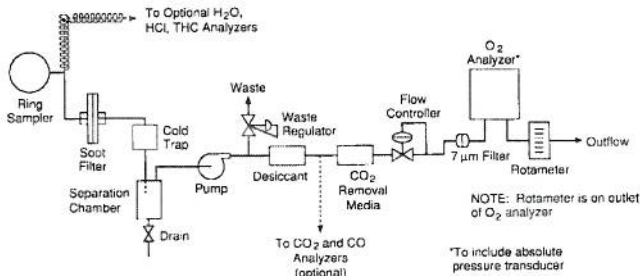 To Optional H2O,
HCl, THC Analyzers
Ring
Sampler
Soot
Filter
Cold
Trap
Separation
Chamber
Drain
Pump
Waste
Waste
Regulator
Desiccant
To CO2 and CO
Analyzers
(optional)
CO2
Removal
Media
Flow
Controller
7 μm Filter
O2
Analyzer*
Rotameter
Outflow
NOTE: Rotameter is on outlet
of O2 analyzer
*To include absolute
pressure transducer